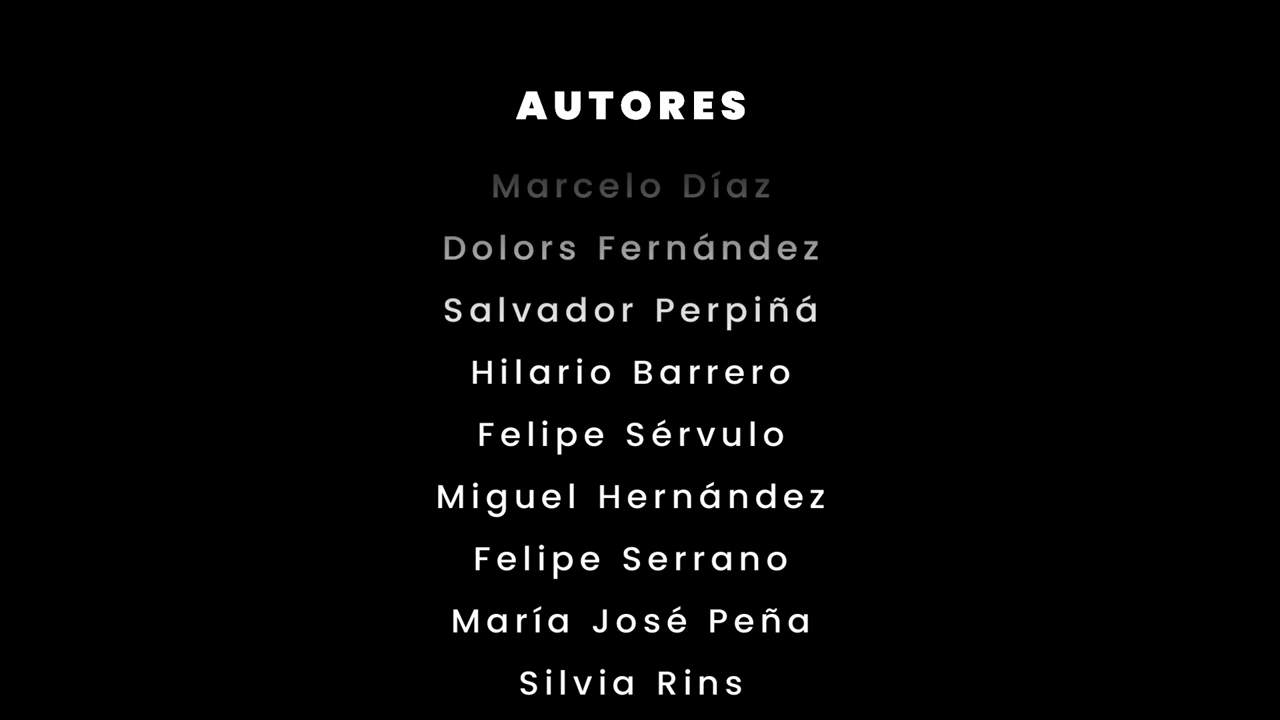 AUTORES
Marcelo Díaz
Dolors Fernández
Salvador Perpiñá
Hilario Barrero
Felipe Sérvulo
Miguel Hernández
Felipe Serrano
María José Peña
Silvia Rins